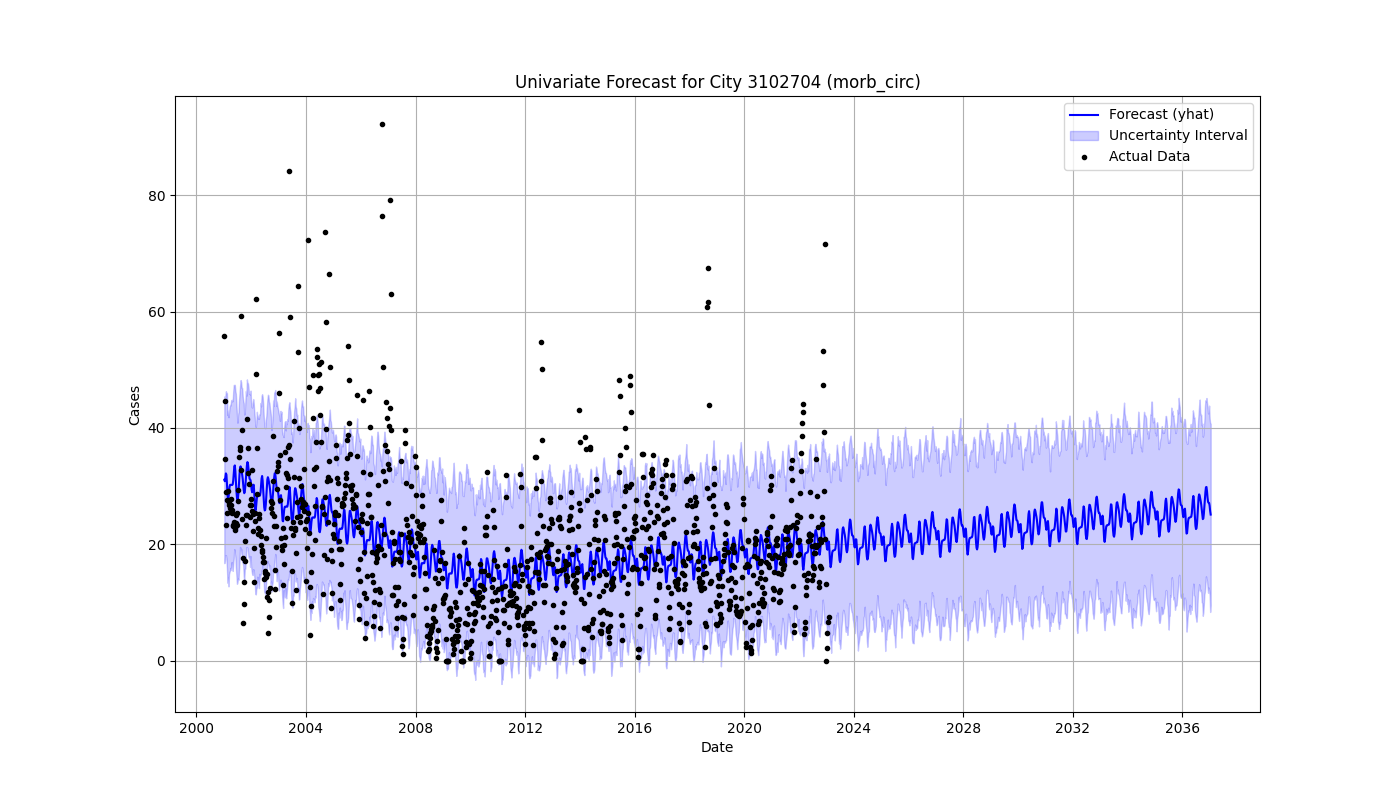 Univariate Forecast for City 3102704 (morb_circ)
Forecast (yhat)
Uncertainty Interval
Actual Data
Cases
80
60
40
20
0
2000 2004 2008 2012 2016 2020 2024 2028 2032 2036
Date